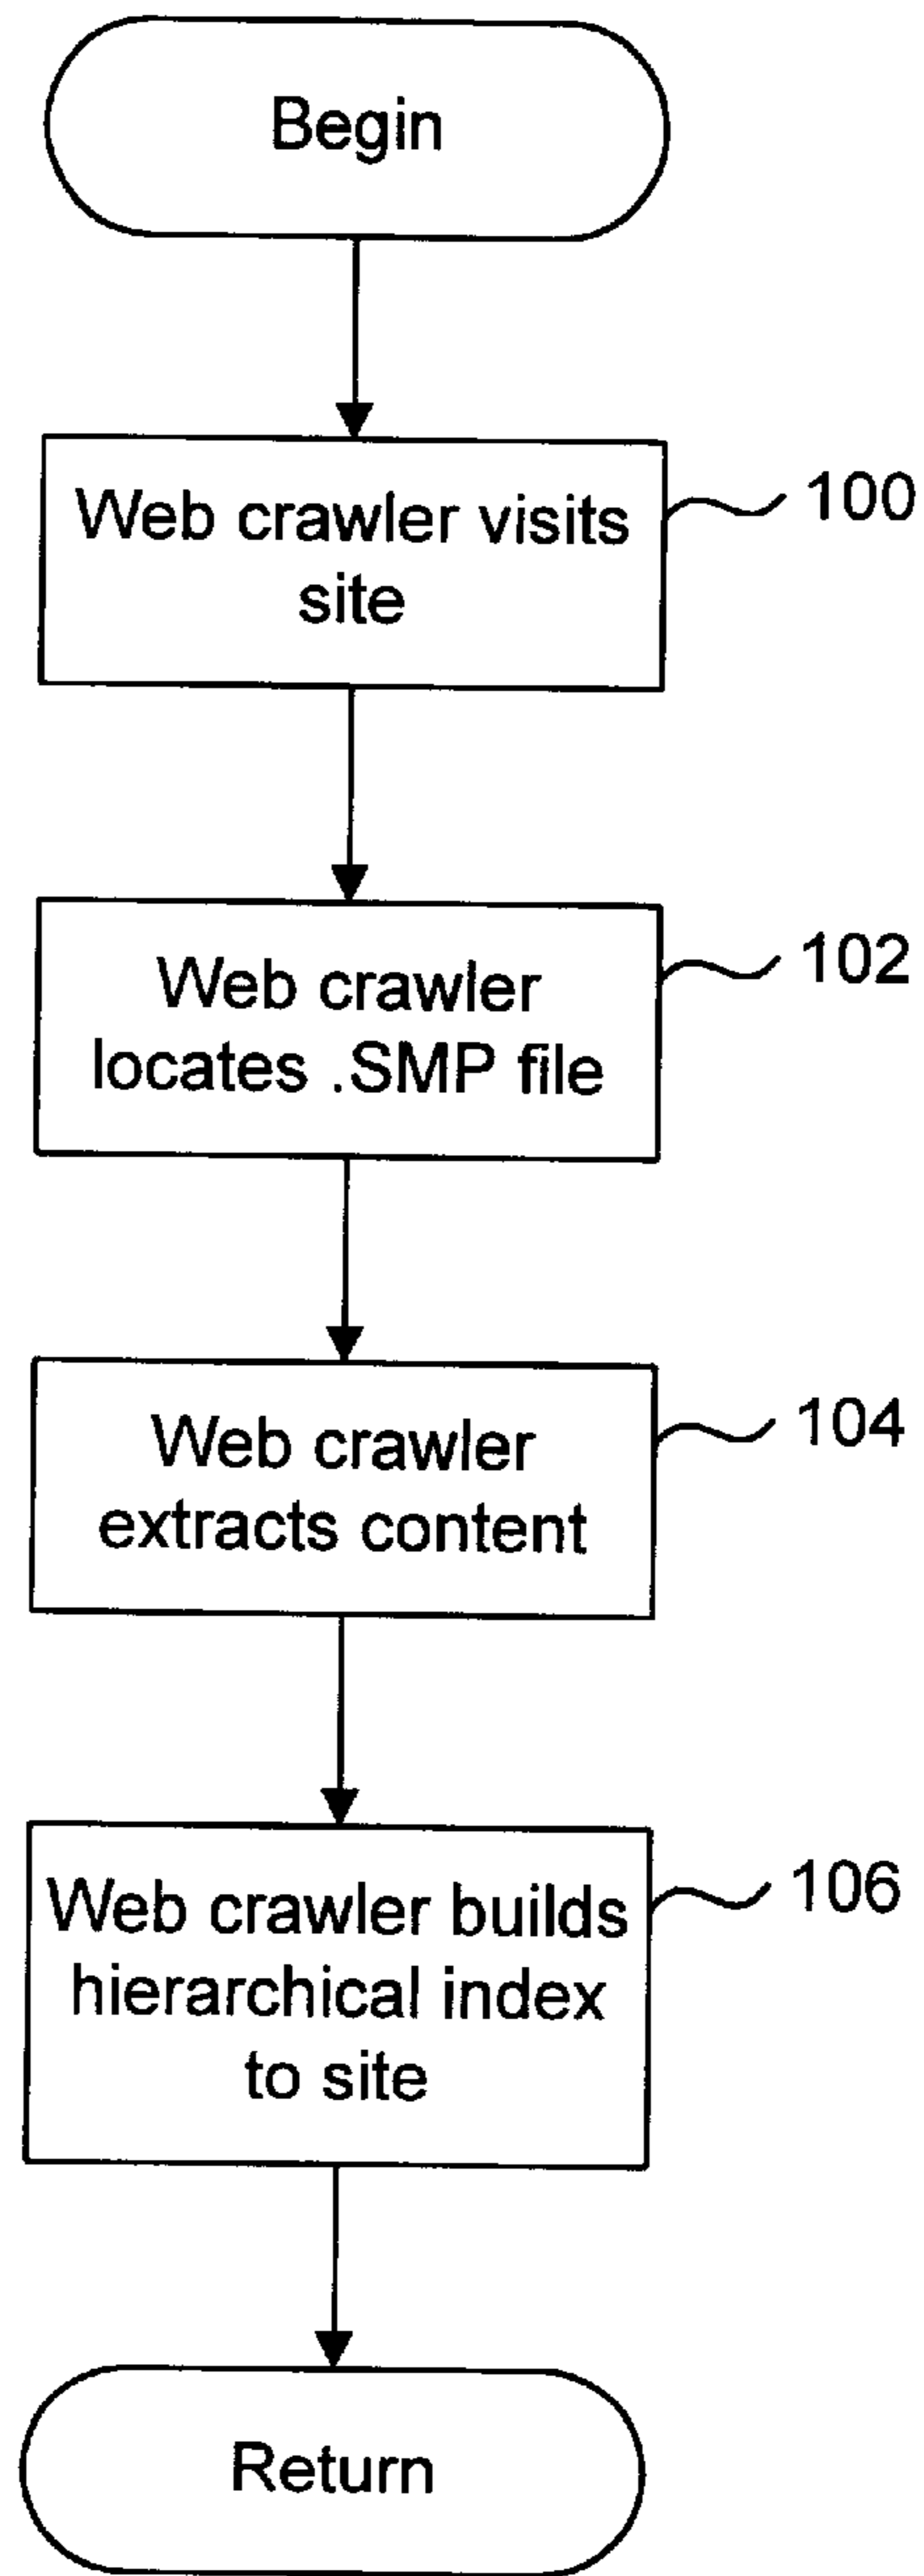 Begin
Web crawler visits
site
100
Web crawler
locates .SMP file
102
Web crawler
extracts content
104
Web crawler builds
hierarchical index
to site
106
Return